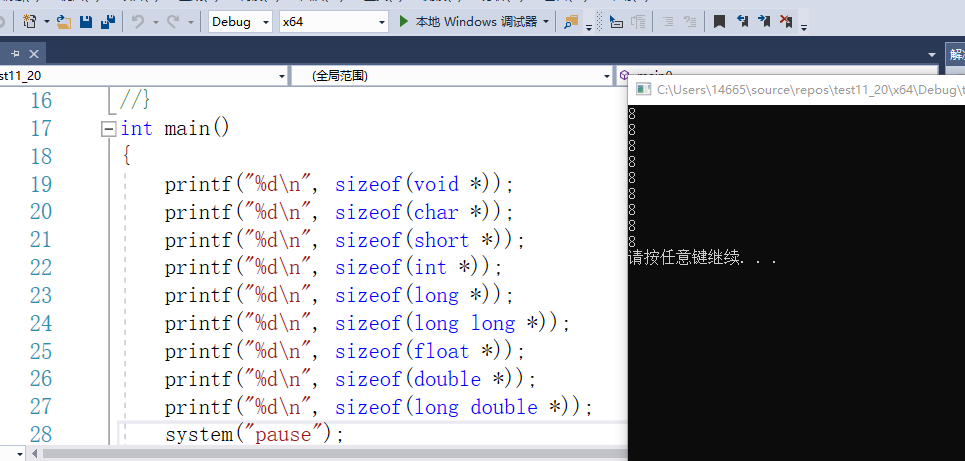 Debug
x64
本地 Windows 调试器
st11_20
(全局范围)
解决
C:\Users\14665\source\repos\test11_20\x64\Debug\t
16 //}
17 int main()
18 {
19 printf("%d\n", sizeof(void *));
20 printf("%d\n", sizeof(char *));
21 printf("%d\n", sizeof(short *));
22 printf("%d\n", sizeof(int *));
23 printf("%d\n", sizeof(long *));
24 printf("%d\n", sizeof(long long *));
25 printf("%d\n", sizeof(float *));
26 printf("%d\n", sizeof(double *));
27 printf("%d\n", sizeof(long double *));
28 system("pause");
8
8
8
8
8
8
8
8
8
请按任意键继续. . .